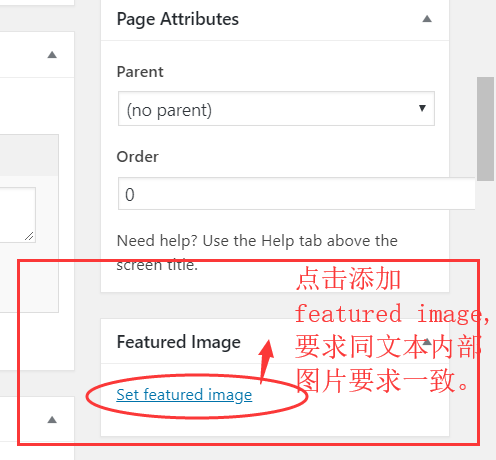 Page Attributes
Parent
(no parent)
Order
0
Need help? Use the Help tab above the
screen title.
点击添加
featured image,
要求同文本内部
图片要求一致。
Featured Image
Set featured image